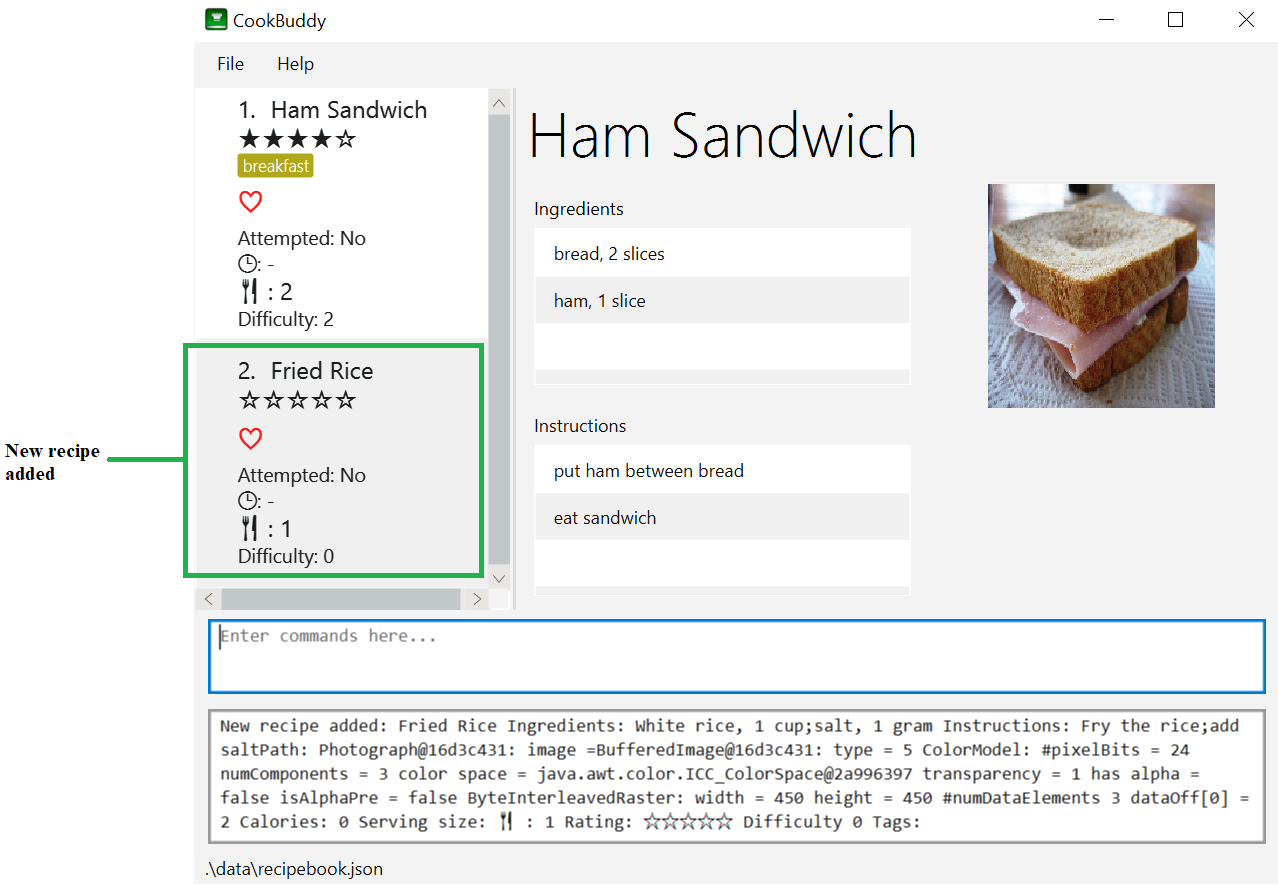 CookBuddy
File Help
1. Ham Sandwich
★★★★☆
breakfast
Attempted: No
: -
: 2
Difficulty: 2
2. Fried Rice
☆☆☆☆☆
Attempted: No
: -
: 1
Difficulty: 0
New recipe
added
Ham Sandwich
Ingredients
bread, 2 slices
ham, 1 slice
Instructions
put ham between bread
eat sandwich
Enter commands here...
New recipe added: Fried Rice Ingredients: White rice, 1 cup;salt, 1 gram Instructions: Fry the rice;add
saltPath: Photograph@16d3c431: image =BufferedImage@16d3c431: type = 5 ColorModel: #pixelBits = 24
numComponents = 3 color space = java.awt.color.ICC_ColorSpace@2a996397 transparency = 1 has alpha =
false isAlphaPre = false ByteInterleavedRaster: width = 450 height = 450 #numDataElements 3 dataOff[0] =
2 Calories: 0 Serving size: 🍴 : 1 Rating: ☆☆☆☆☆ Difficulty 0 Tags:
.\data\recipebook.json